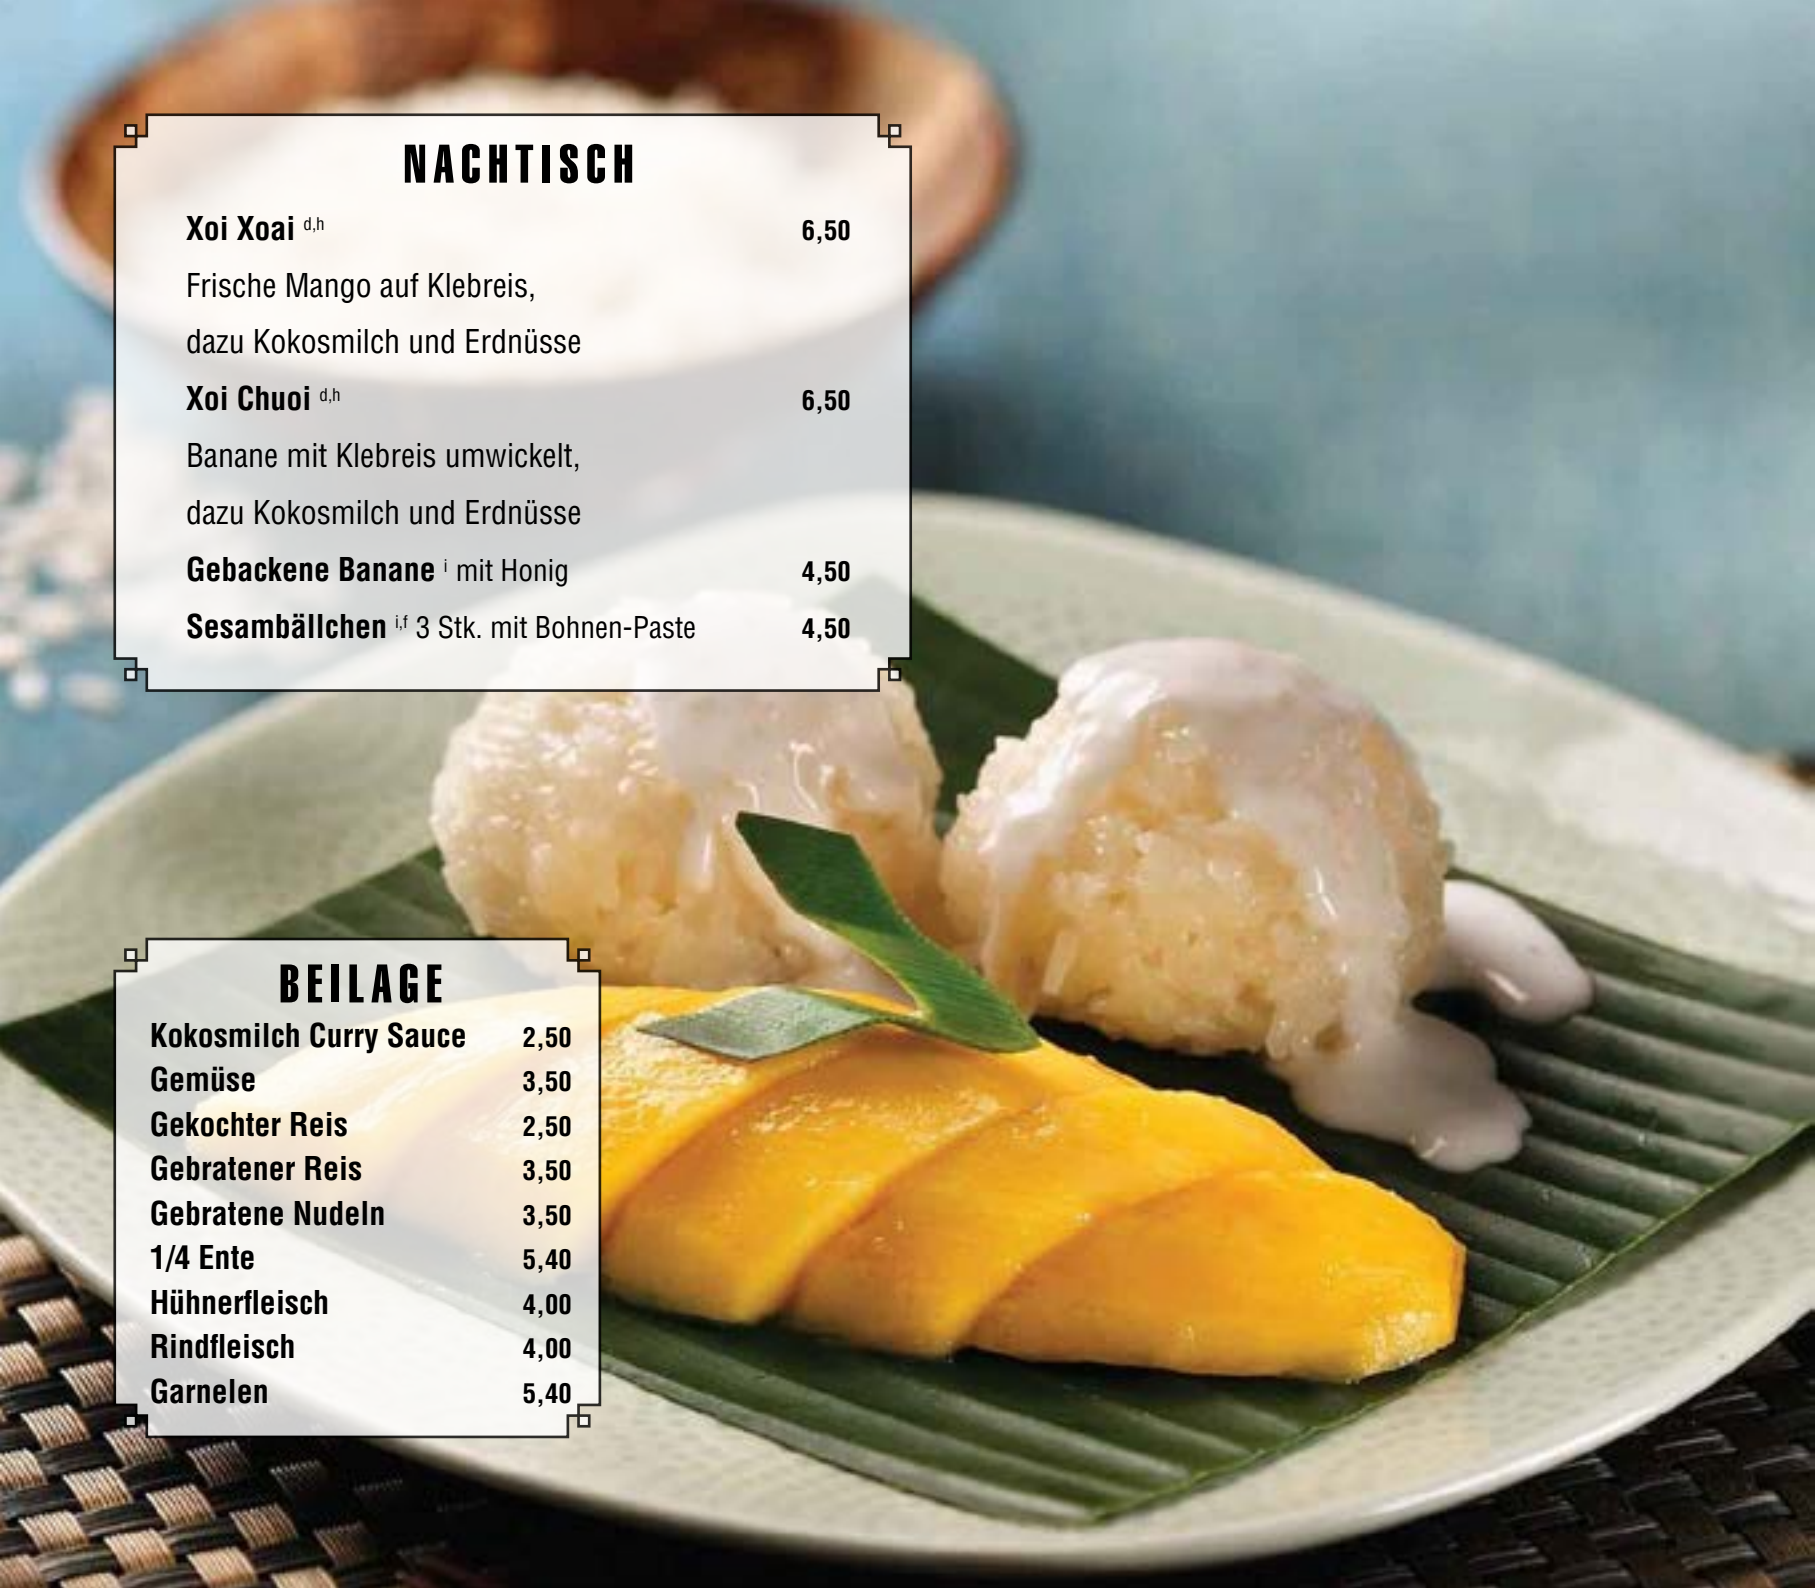 NACHTISCH
Xoi Xoai d,h 6,50
Frische Mango auf Klebreis,
dazu Kokosmilch und Erdnüsse
Xoi Chuoi d,h 6,50
Banane mit Klebreis umwickelt,
dazu Kokosmilch und Erdnüsse
Gebackene Banane i mit Honig 4,50
Sesambällchen i,f 3 Stk. mit Bohnen-Paste 4,50
BEILAGE
Kokosmilch Curry Sauce 2,50
Gemüse 3,50
Gekochter Reis 2,50
Gebratener Reis 3,50
Gebratene Nudeln 3,50
1/4 Ente 5,40
Hühnerfleisch 4,00
Rindfleisch 4,00
Garnelen 5,40